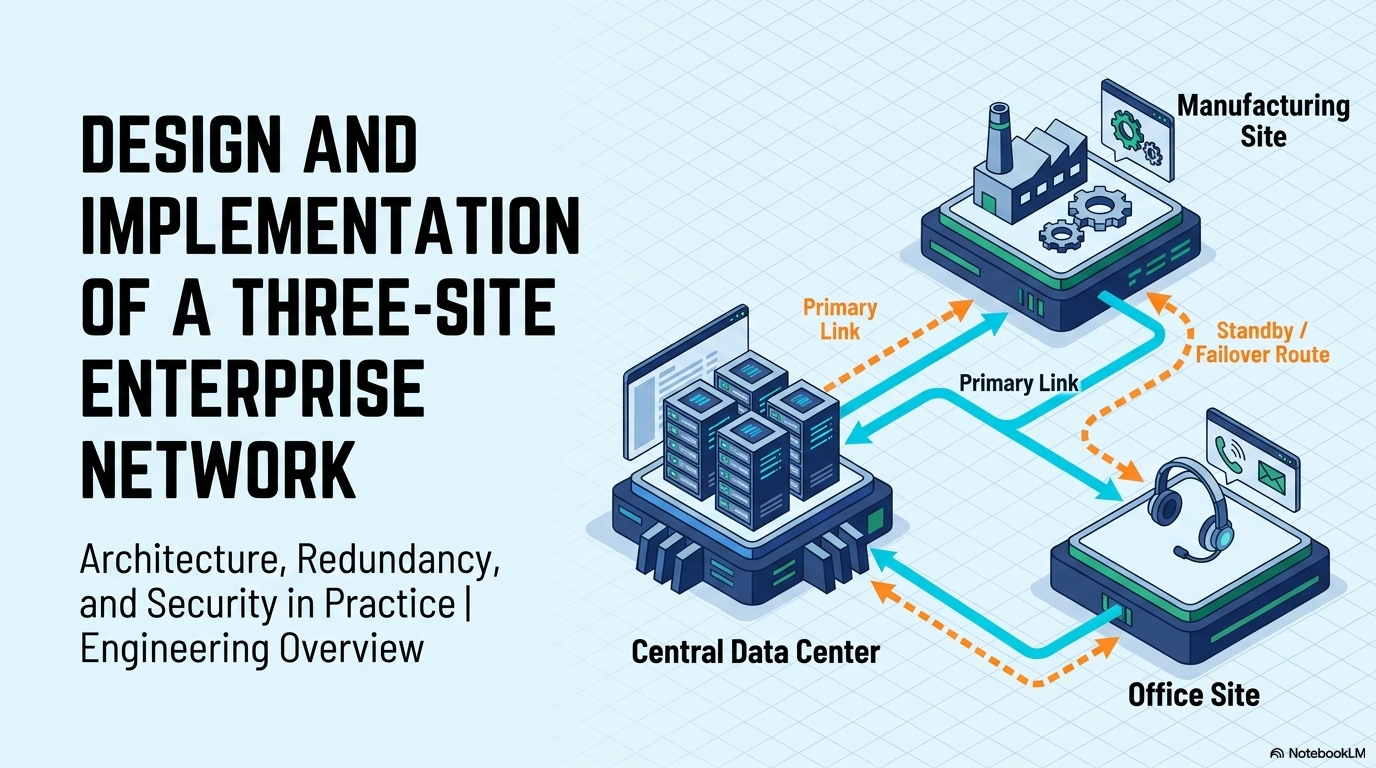 DESIGN AND
IMPLEMENTATION
OF A THREE-SITE
ENTERPRISE
NETWORK
Architecture, Redundancy,
and Security in Practice |
Engineering Overview
Manufacturing
Site
Primary
Link
Standby /
Failover Route
Primary Link
Central Data Center
Office Site
NotebookLM